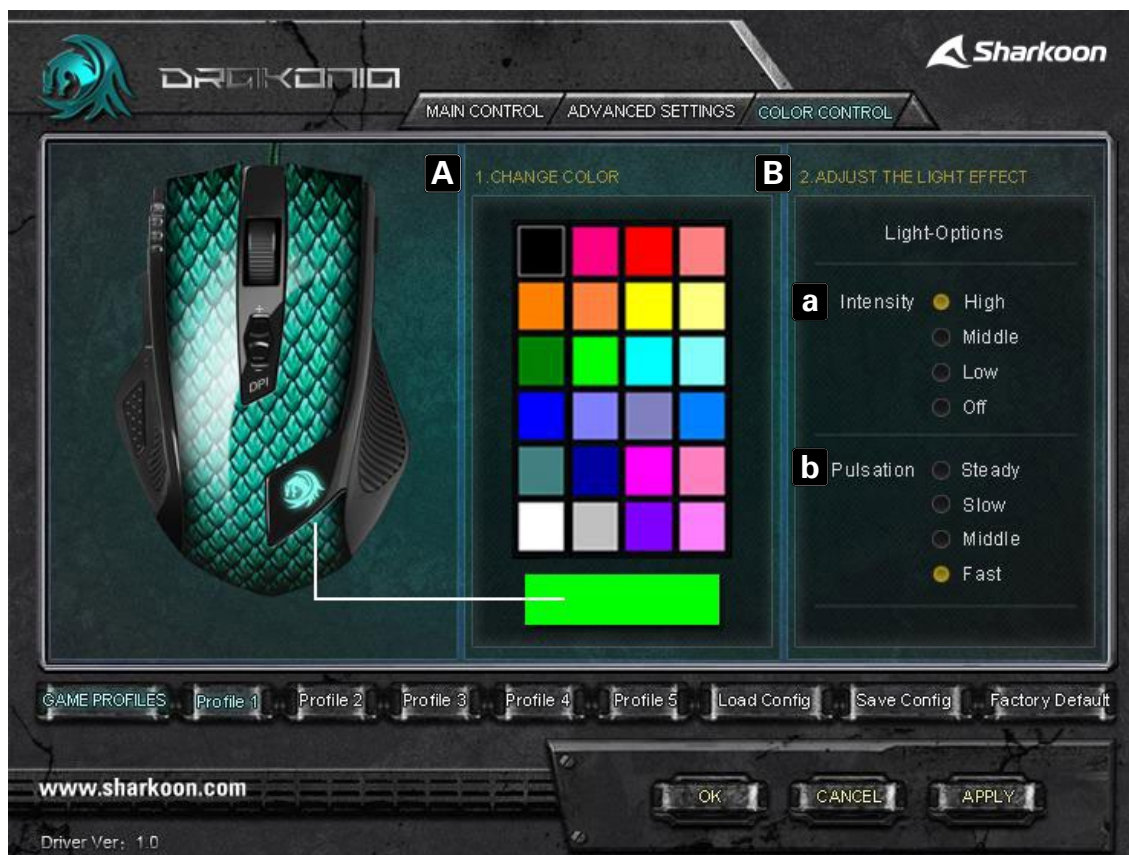 DRAKONIA
Sharkoon
MAIN CONTROL
ADVANCED SETTINGS
COLOR CONTROL
A
1.CHANGE COLOR
B
2.ADJUST THE LIGHT EFFECT
Light-Options
a Intensity High
Middle
Low
Off
b Pulsation Steady
Slow
Middle
Fast
+
DPI
GAME PROFILES Profile 1 Profile 2 Profile 3 Profile 4 Profile 5 Load Config Save Config Factory Default
www.sharkoon.com
OK CANCEL APPLY
Driver Ver: 1.0